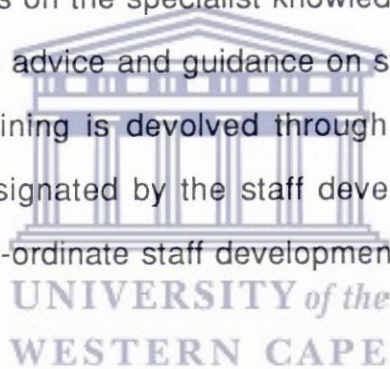 s on the specialist knowled
advice and guidance on s
ining is devolved through
signated by the staff deve
-ordinate staff developmen
UNIVERSITY of the
WESTERN CAPE